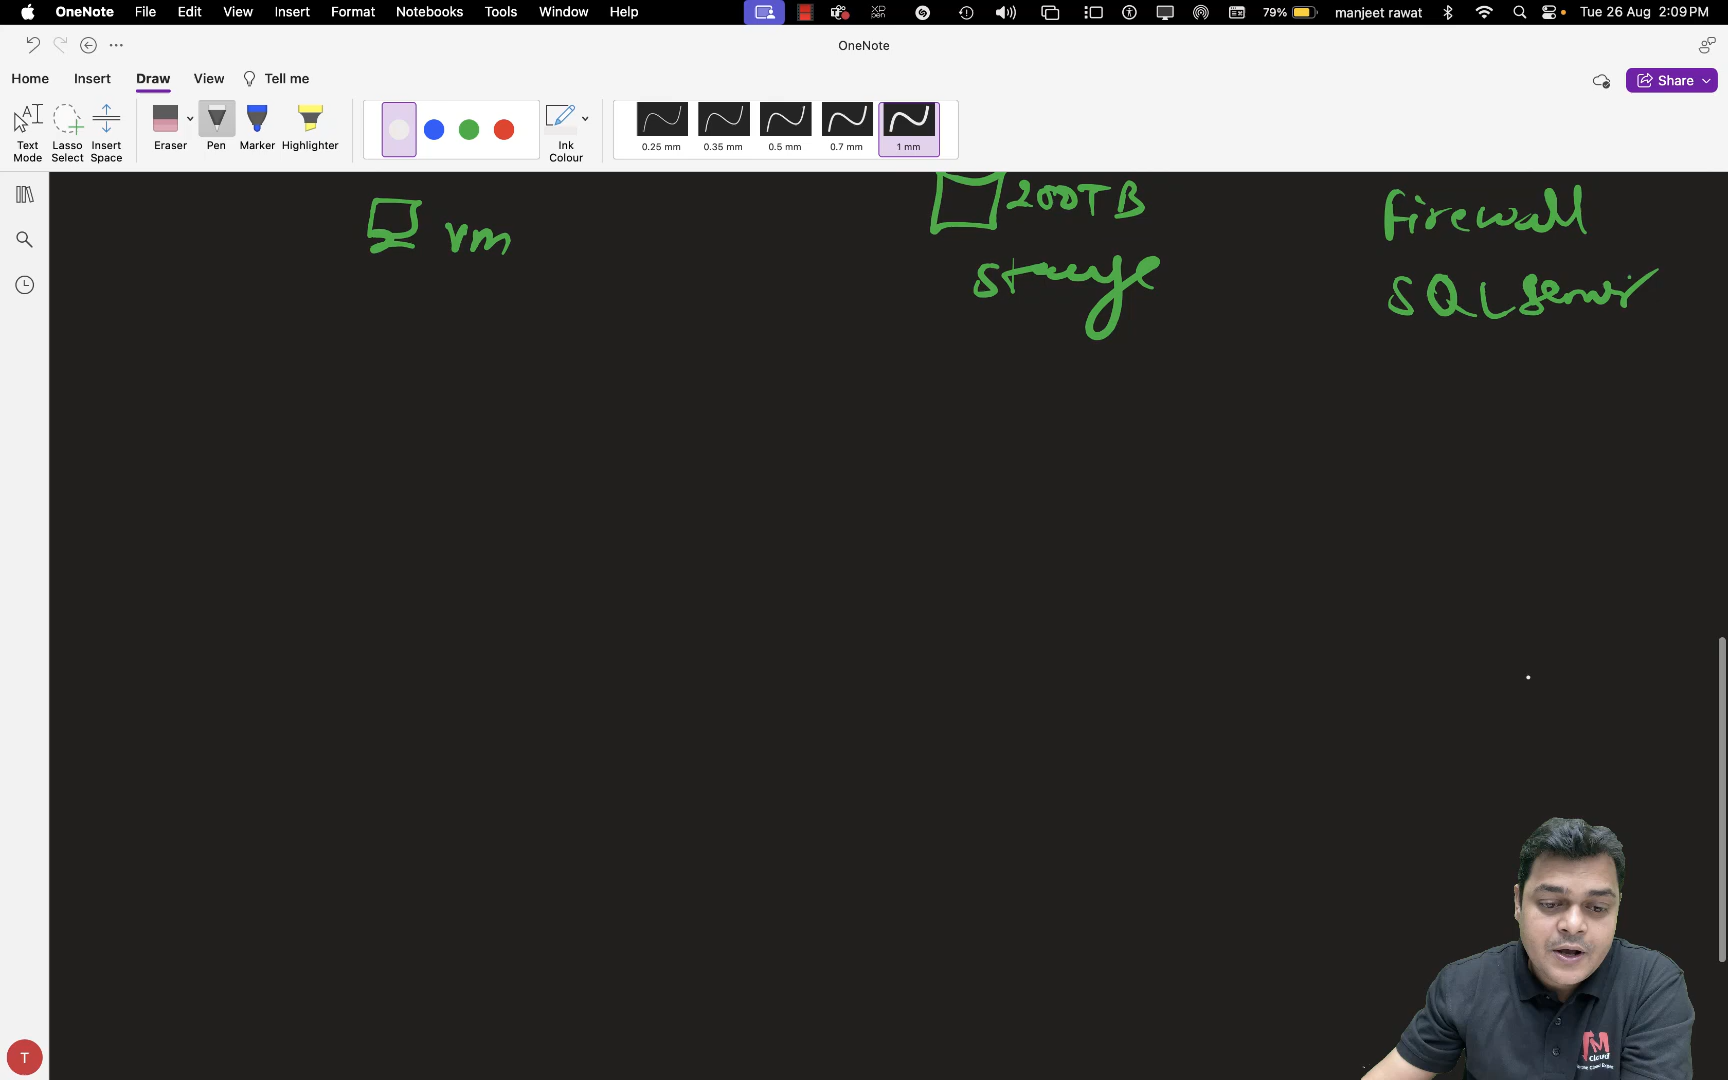 OneNote File Edit View Insert Format Notebooks Tools Window Help XP pen 79% manjeet rawat Tue 26 Aug 2:09 PM
OneNote
Home Insert Draw View Tell me Share
Text Mode
Lasso Select
Insert Space
Eraser
Pen
Marker
Highlighter
Ink Colour
0.25 mm
0.35 mm
0.5 mm
0.7 mm
1 mm
vm
200TB
storage
firewall
SQL server
T
M
Cloud